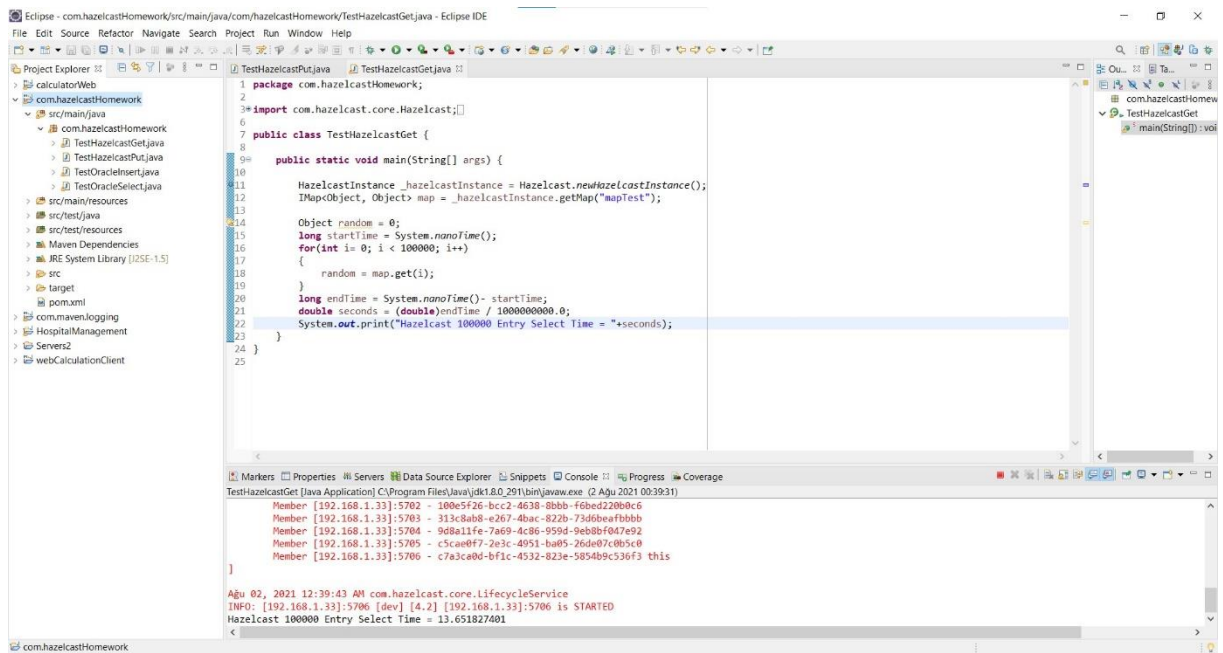 Eclipse - com.hazelcastHomework/src/main/java/com/hazelcastHomework/TestHazelcastGet.java - Eclipse IDE
File Edit Source Refactor Navigate Search Project Run Window Help
Project Explorer
calculatorWeb
com.hazelcastHomework
src/main/java
com.hazelcastHomework
TestHazelcastGet.java
TestHazelcastPut.java
TestOracleInsert.java
TestOracleSelect.java
src/main/resources
src/test/java
src/test/resources
Maven Dependencies
JRE System Library [J2SE-1.5]
src
target
pom.xml
com.maven.logging
HospitalManagement
Servers2
webCalculationClient
TestHazelcastPut.java TestHazelcastGet.java
1 package com.hazelcastHomework;
2
3 import com.hazelcast.core.Hazelcast;
6
7 public class TestHazelcastGet {
8
9 public static void main(String[] args) {
10
11 HazelcastInstance _hazelcastInstance = Hazelcast.newHazelcastInstance();
12 IMap<Object, Object> map = _hazelcastInstance.getMap("mapTest");
13
14 Object random = 0;
15 long startTime = System.nanoTime();
16 for(int i= 0; i < 100000; i++)
17 {
18 random = map.get(i);
19 }
20 long endTime = System.nanoTime()- startTime;
21 double seconds = (double)endTime / 1000000000.0;
22 System.out.print("Hazelcast 100000 Entry Select Time = "+seconds);
23 }
24 }
25
Ou... Ta...
com.hazelcastHomew
TestHazelcastGet
main(String[]) : voi
Markers Properties Servers Data Source Explorer Snippets Console Progress Coverage
TestHazelcastGet [Java Application] C:\Program Files\Java\jdk1.8.0_291\bin\javaw.exe (2 Ağu 2021 00:39:31)
Member [192.168.1.33]:5702 - 100e5f26-bcc2-4638-8bbb-f6bed220b0c6
Member [192.168.1.33]:5703 - 313c8ab8-e267-4bac-822b-73d6beafbbbb
Member [192.168.1.33]:5704 - 9d8a11fe-7a69-4c86-959d-9eb8bf047e92
Member [192.168.1.33]:5705 - c5cae0f7-2e3c-4951-ba05-26de07c0b5c0
Member [192.168.1.33]:5706 - c7a3ca0d-bf1c-4532-823e-5854b9c536f3 this
]
Ağu 02, 2021 12:39:43 AM com.hazelcast.core.LifecycleService
INFO: [192.168.1.33]:5706 [dev] [4.2] [192.168.1.33]:5706 is STARTED
Hazelcast 100000 Entry Select Time = 13.651827401
com.hazelcastHomework